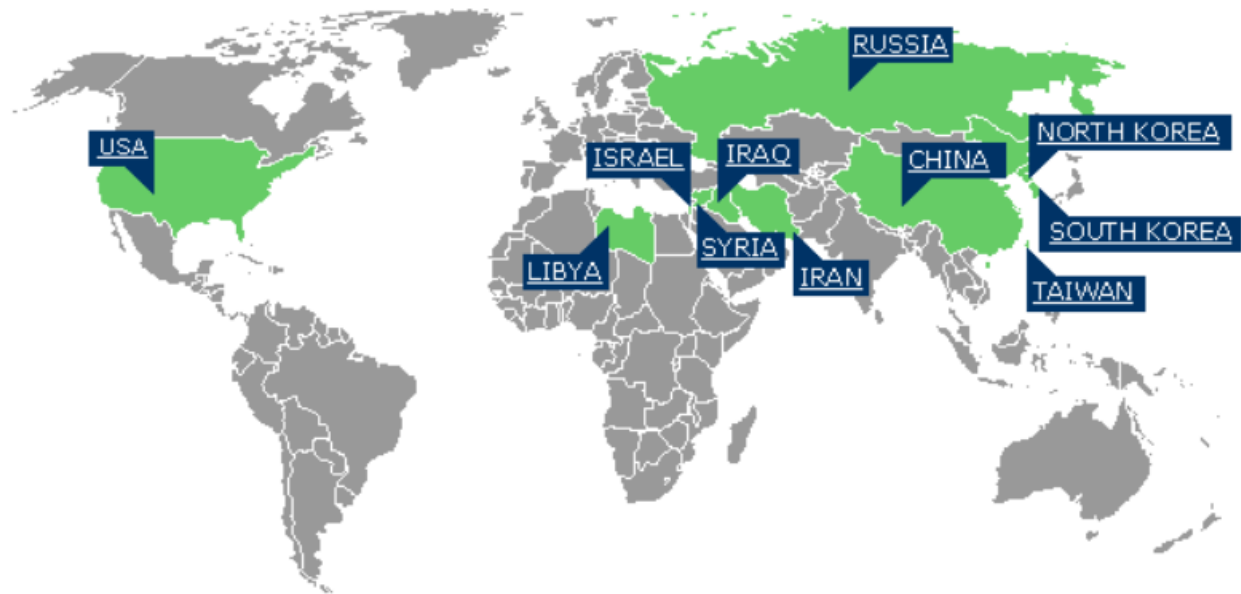 RUSSIA
NORTH KOREA
USA
ISRAEL
IRAQ
CHINA
SOUTH KOREA
SYRIA
LIBYA
IRAN
TAIWAN